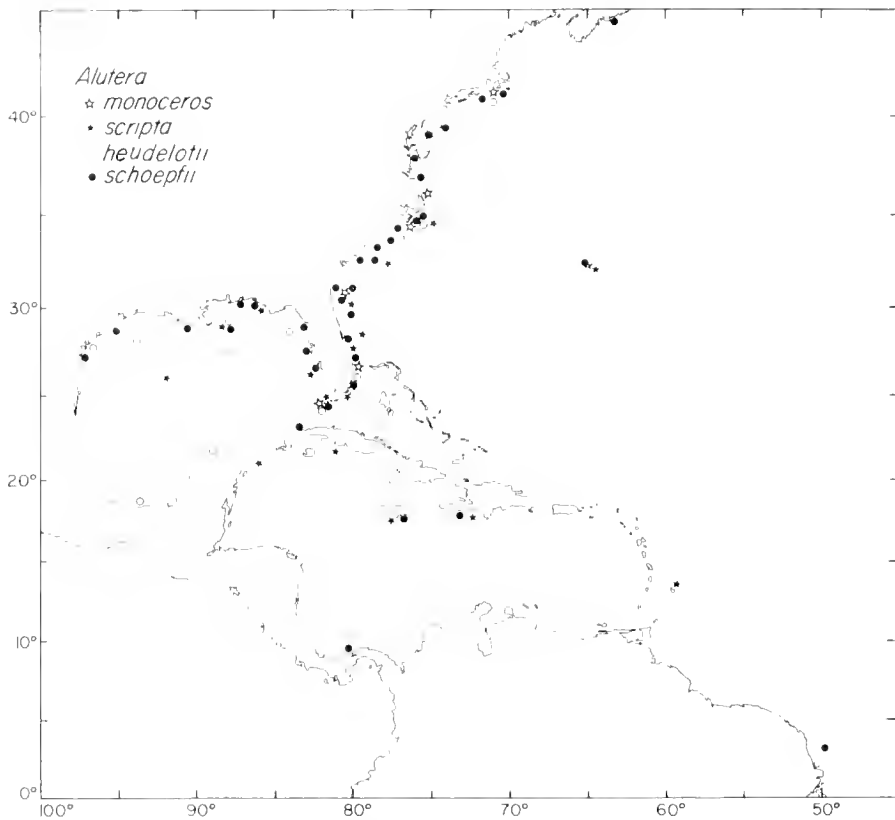 Alutera
☆ monoceros
★ scripta
heudelotii
● schoepfii
40°
30°
20°
10°
0°
100°
90°
80°
70°
60°
50°